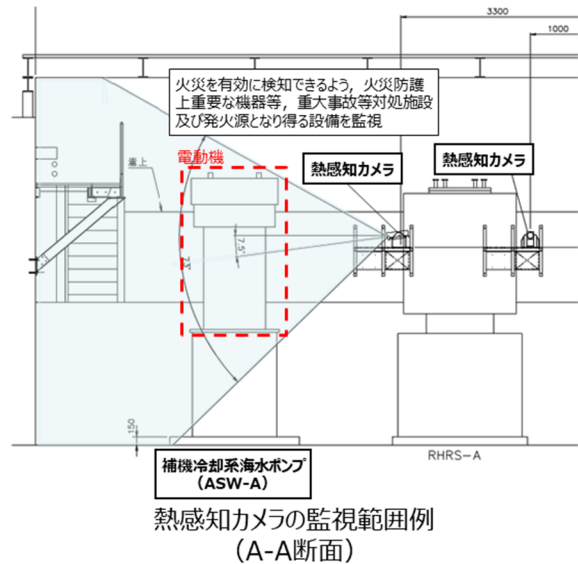 3300
1000
火災を有効に検知できるよう，火災防護
上重要な機器等，重大事故等対処施設
及び発火源となり得る設備を監視
電動機
熱感知カメラ
熱感知カメラ
蓋上
7.5°
73°
150
補機冷却系海水ポンプ
（ASW-A）
RHRS-A
熱感知カメラの監視範囲例
（A-A断面）